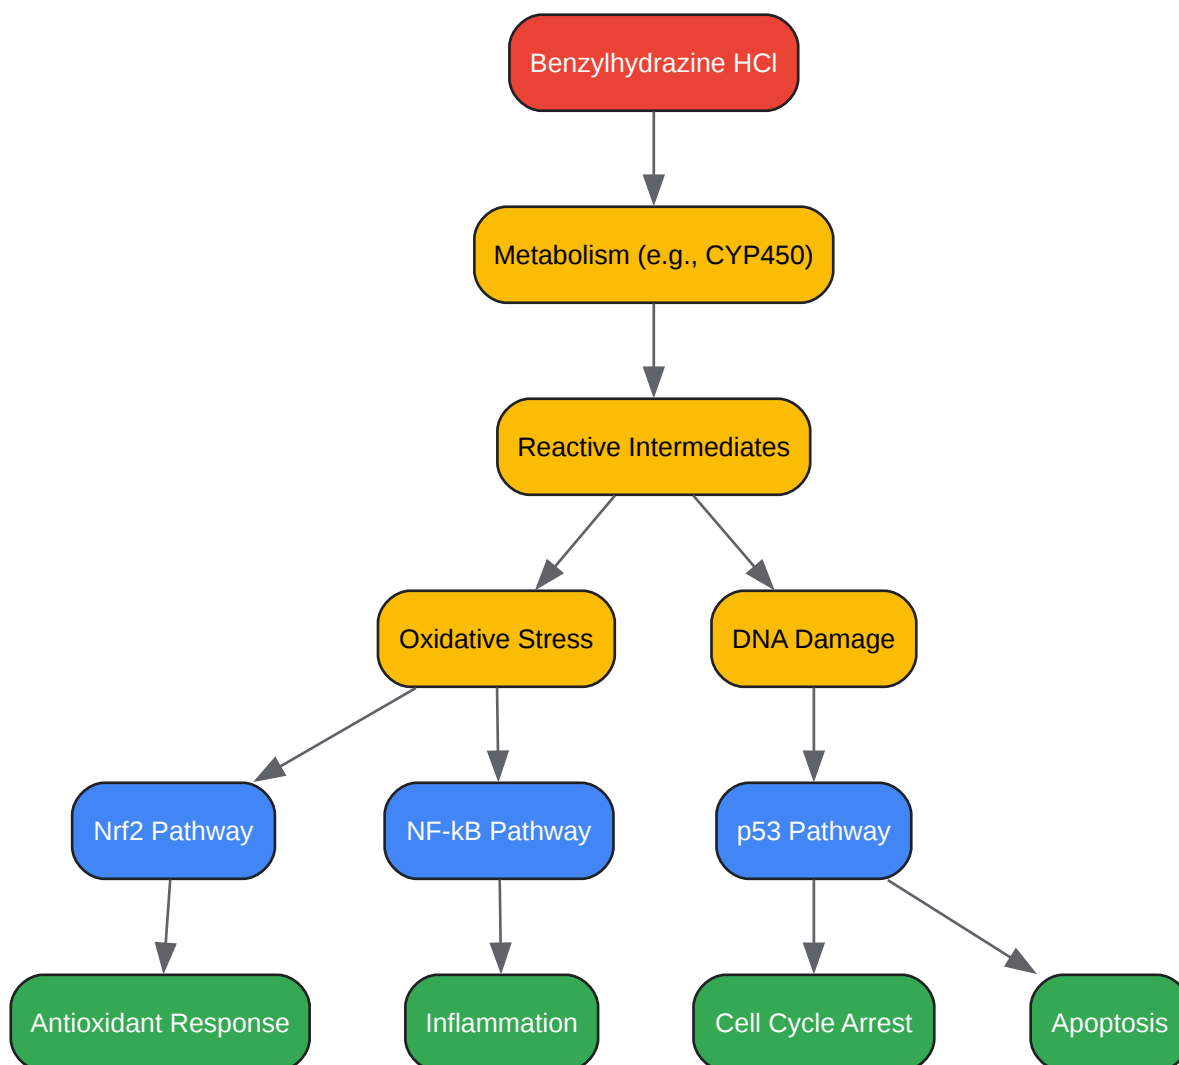 Benzylhydrazine HCl
Metabolism (e.g., CYP450)
Reactive Intermediates
Oxidative Stress
DNA Damage
Nrf2 Pathway
NF-kB Pathway
p53 Pathway
Antioxidant Response
Inflammation
Cell Cycle Arrest
Apoptosis